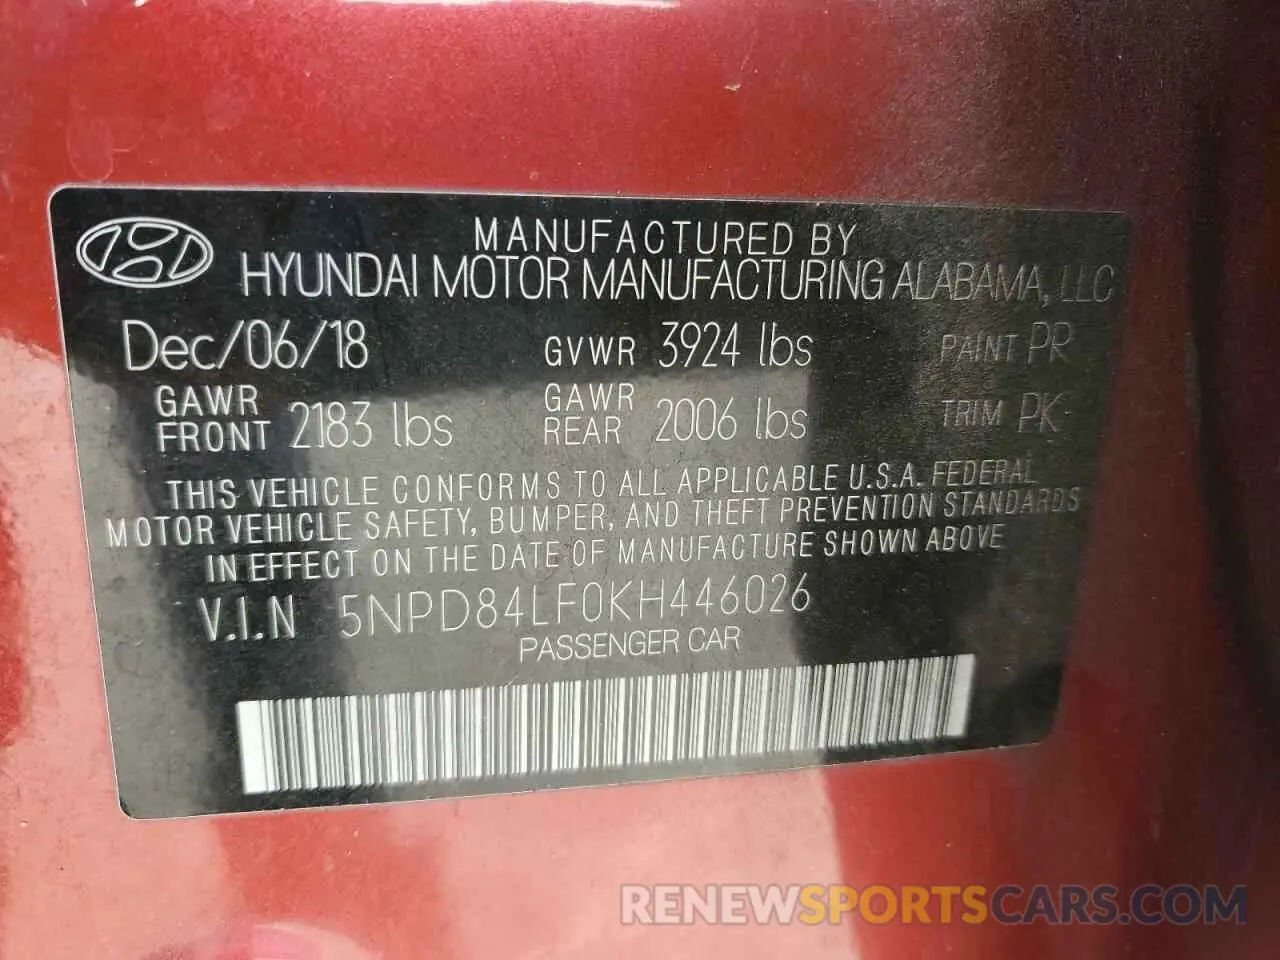 MANUFACTURED BY
HYUNDAI MOTOR MANUFACTURING ALABAMA, LLC
Dec/06/18 GVWR 3924 lbs PAINT PR
GAWR FRONT 2183 lbs GAWR REAR 2006 lbs TRIM PK
THIS VEHICLE CONFORMS TO ALL APPLICABLE U.S.A. FEDERAL
MOTOR VEHICLE SAFETY, BUMPER, AND THEFT PREVENTION STANDARDS
IN EFFECT ON THE DATE OF MANUFACTURE SHOWN ABOVE
V.I.N 5NPD84LF0KH446026
PASSENGER CAR
RENEWSPORTSCARS.COM